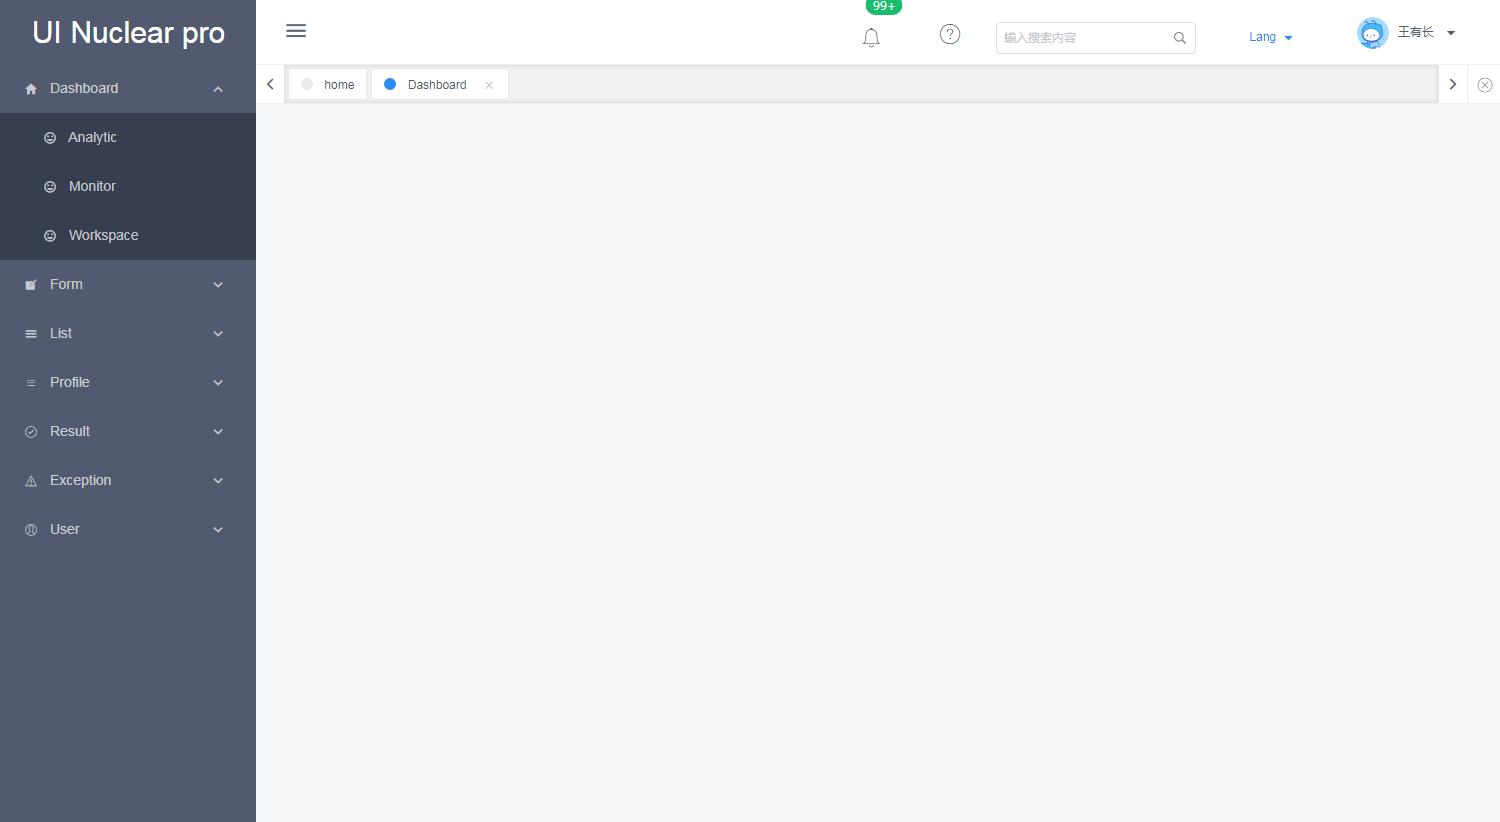 UI Nuclear pro
99+
输入搜索内容
Lang
王有长
home
Dashboard
Dashboard
Analytic
Monitor
Workspace
Form
List
Profile
Result
Exception
User